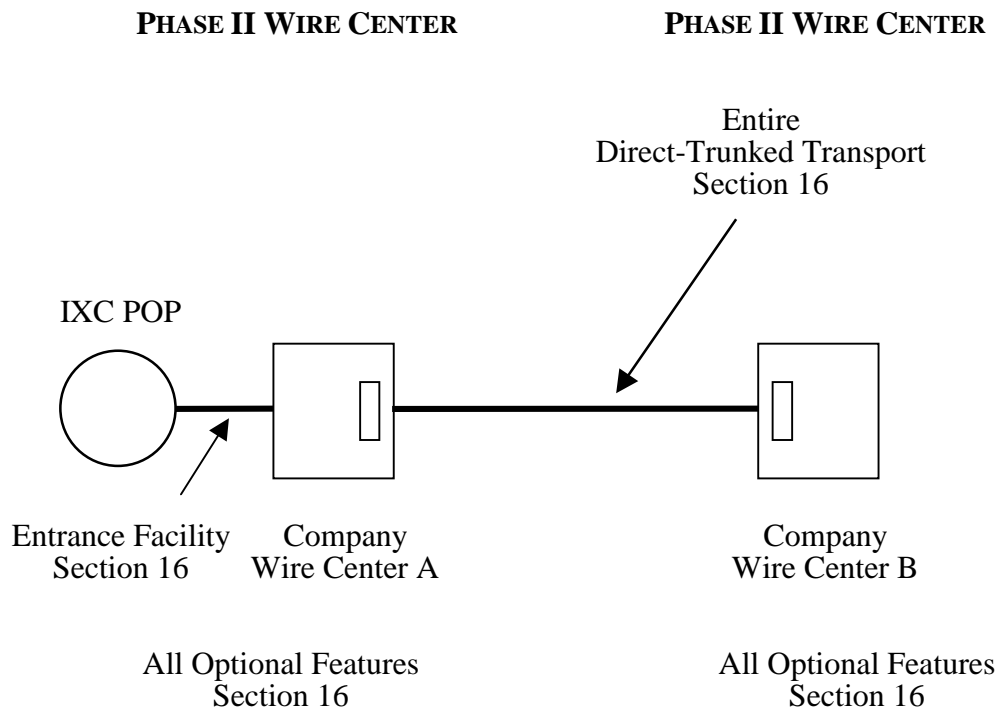 PHASE II WIRE CENTER
PHASE II WIRE CENTER
Entire
Direct-Trunked Transport
Section 16
IXC POP
Entrance Facility
Section 16
Company
Wire Center A
Company
Wire Center B
All Optional Features
Section 16
All Optional Features
Section 16